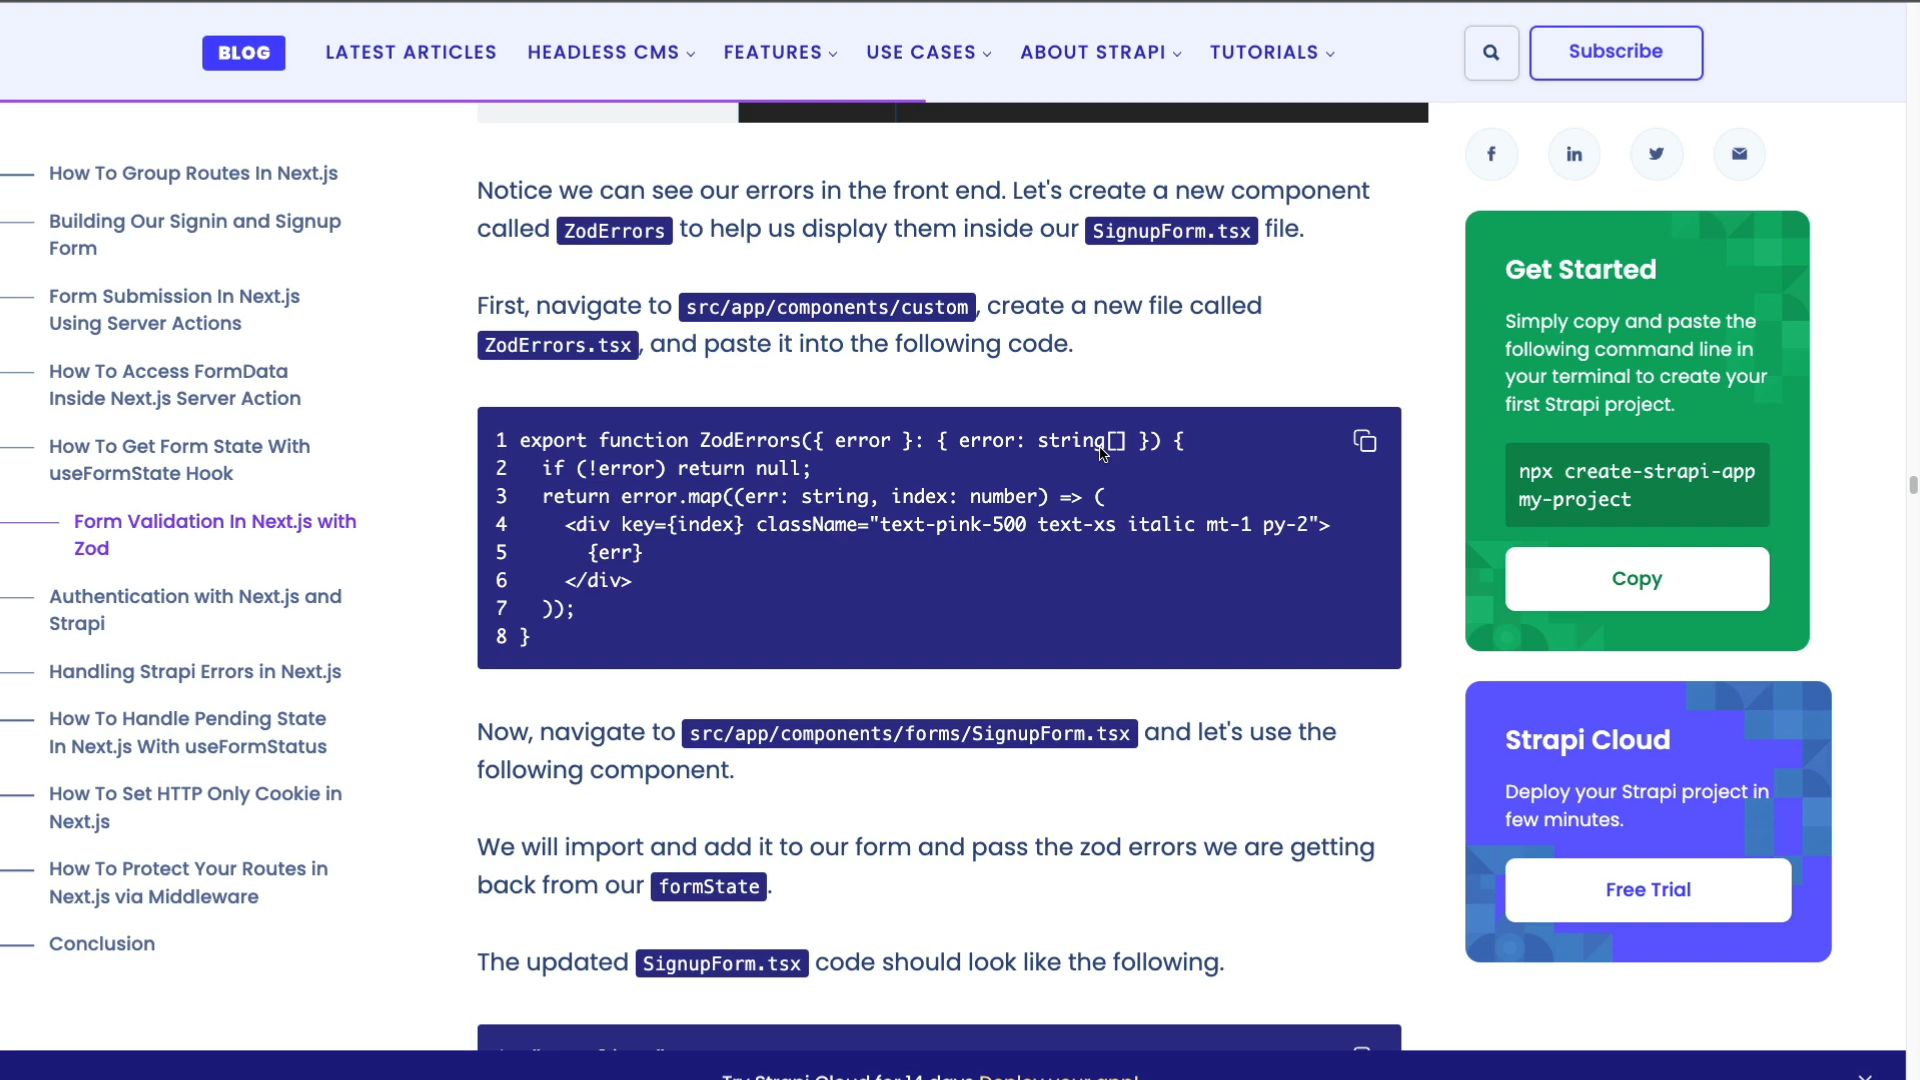 BLOG LATEST ARTICLES HEADLESS CMS FEATURES USE CASES ABOUT STRAPI TUTORIALS Subscribe
How To Group Routes In Next.js
Building Our Signin and Signup
Form
Form Submission In Next.js
Using Server Actions
How To Access FormData
Inside Next.js Server Action
How To Get Form State With
useFormState Hook
Form Validation In Next.js with
Zod
Authentication with Next.js and
Strapi
Handling Strapi Errors in Next.js
How To Handle Pending State
In Next.js With useFormStatus
How To Set HTTP Only Cookie in
Next.js
How To Protect Your Routes in
Next.js via Middleware
Conclusion
Notice we can see our errors in the front end. Let's create a new component
called ZodErrors to help us display them inside our SignupForm.tsx file.
First, navigate to src/app/components/custom, create a new file called
ZodErrors.tsx, and paste it into the following code.
1 export function ZodErrors({ error }: { error: string[] }) {
2   if (!error) return null;
3   return error.map((err: string, index: number) => (
4     <div key={index} className="text-pink-500 text-xs italic mt-1 py-2">
5       {err}
6     </div>
7   ));
8 }
Now, navigate to src/app/components/forms/SignupForm.tsx and let's use the
following component.
We will import and add it to our form and pass the zod errors we are getting
back from our formState.
The updated SignupForm.tsx code should look like the following.
Get Started
Simply copy and paste the
following command line in
your terminal to create your
first Strapi project.
npx create-strapi-app
my-project
Copy
Strapi Cloud
Deploy your Strapi project in
few minutes.
Free Trial
Try Strapi Cloud for 14 days Deploy your app!